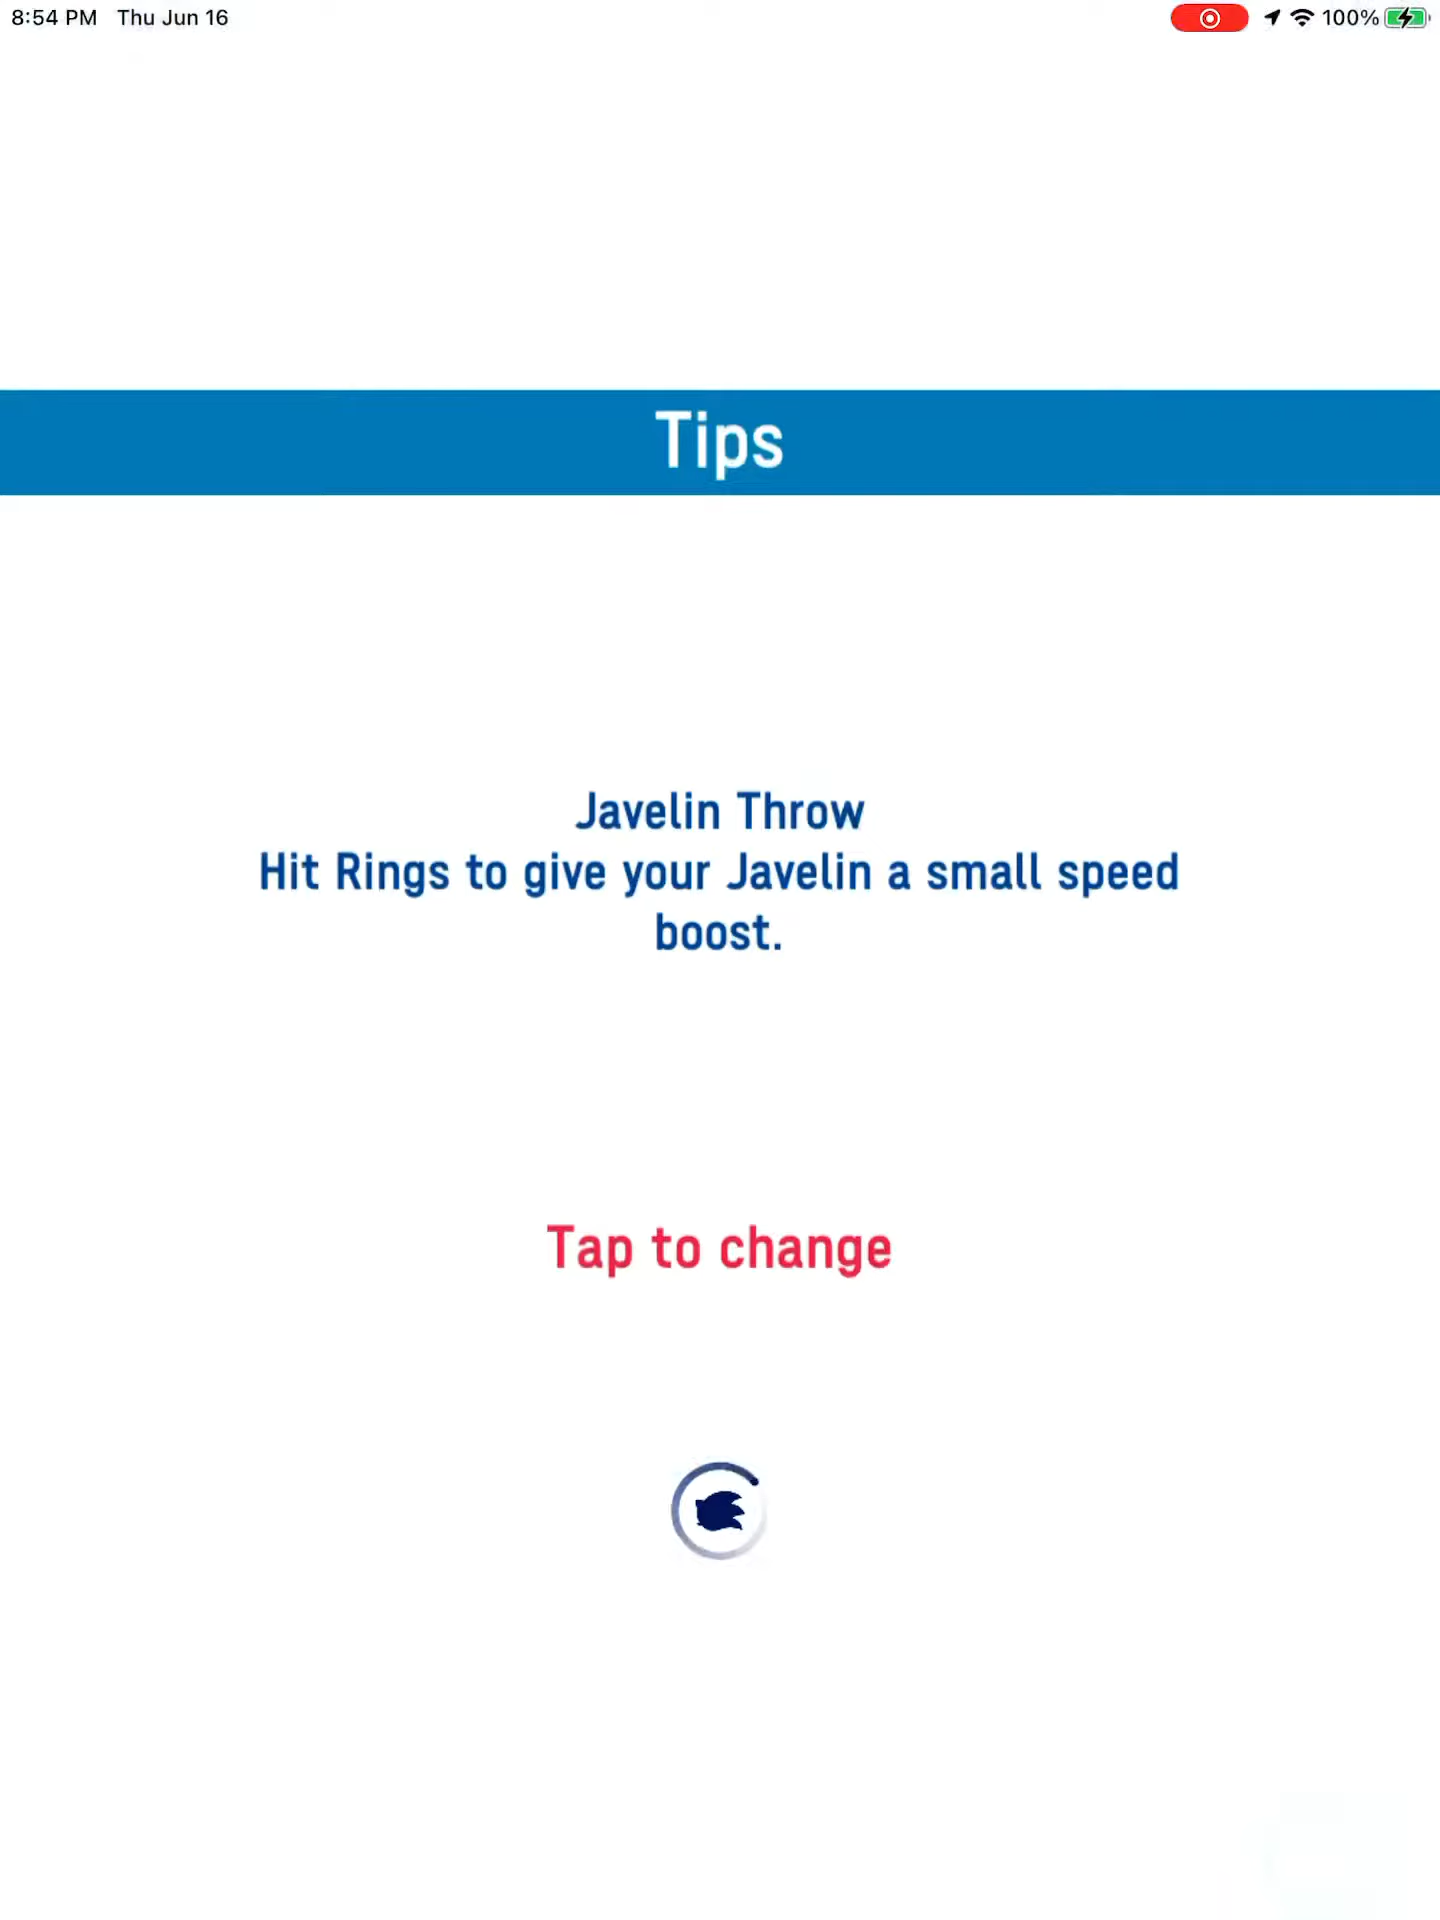 8:54 PM Thu Jun 16 100%
Tips
Javelin Throw
Hit Rings to give your Javelin a small speed
boost.
Tap to change